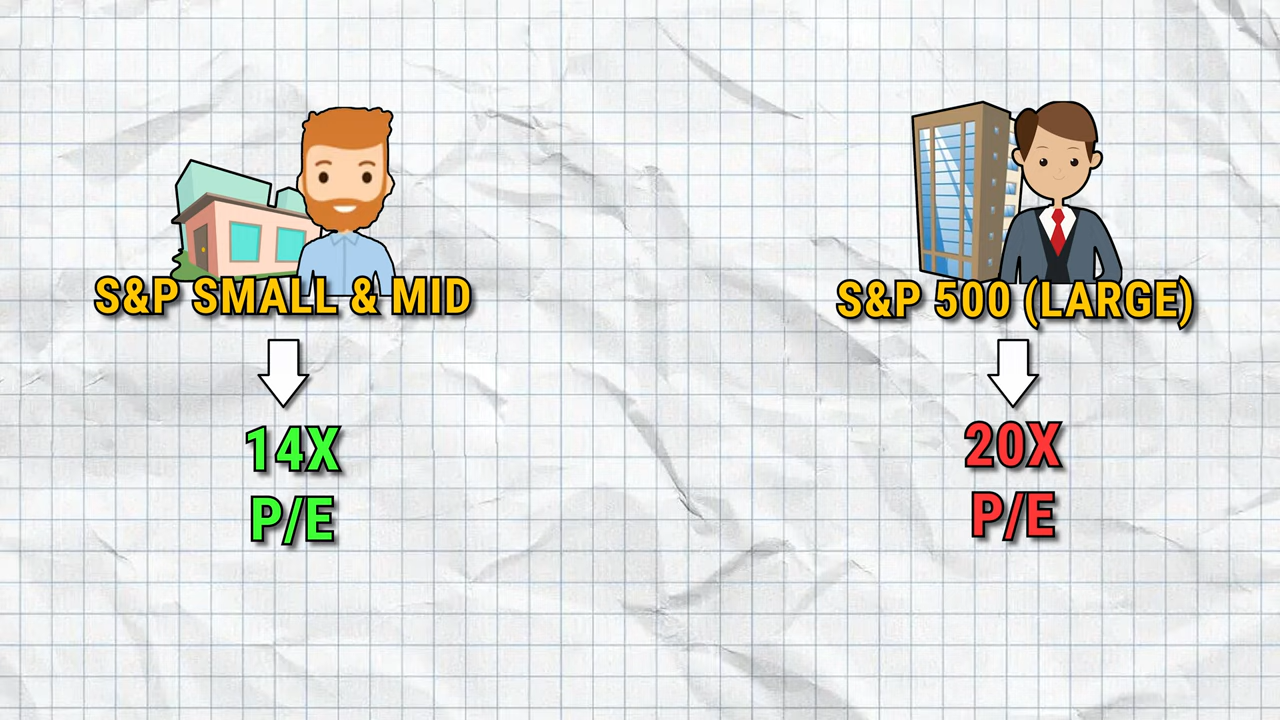 S&P SMALL & MID
14X
P/E
S&P 500 (LARGE)
20X
P/E